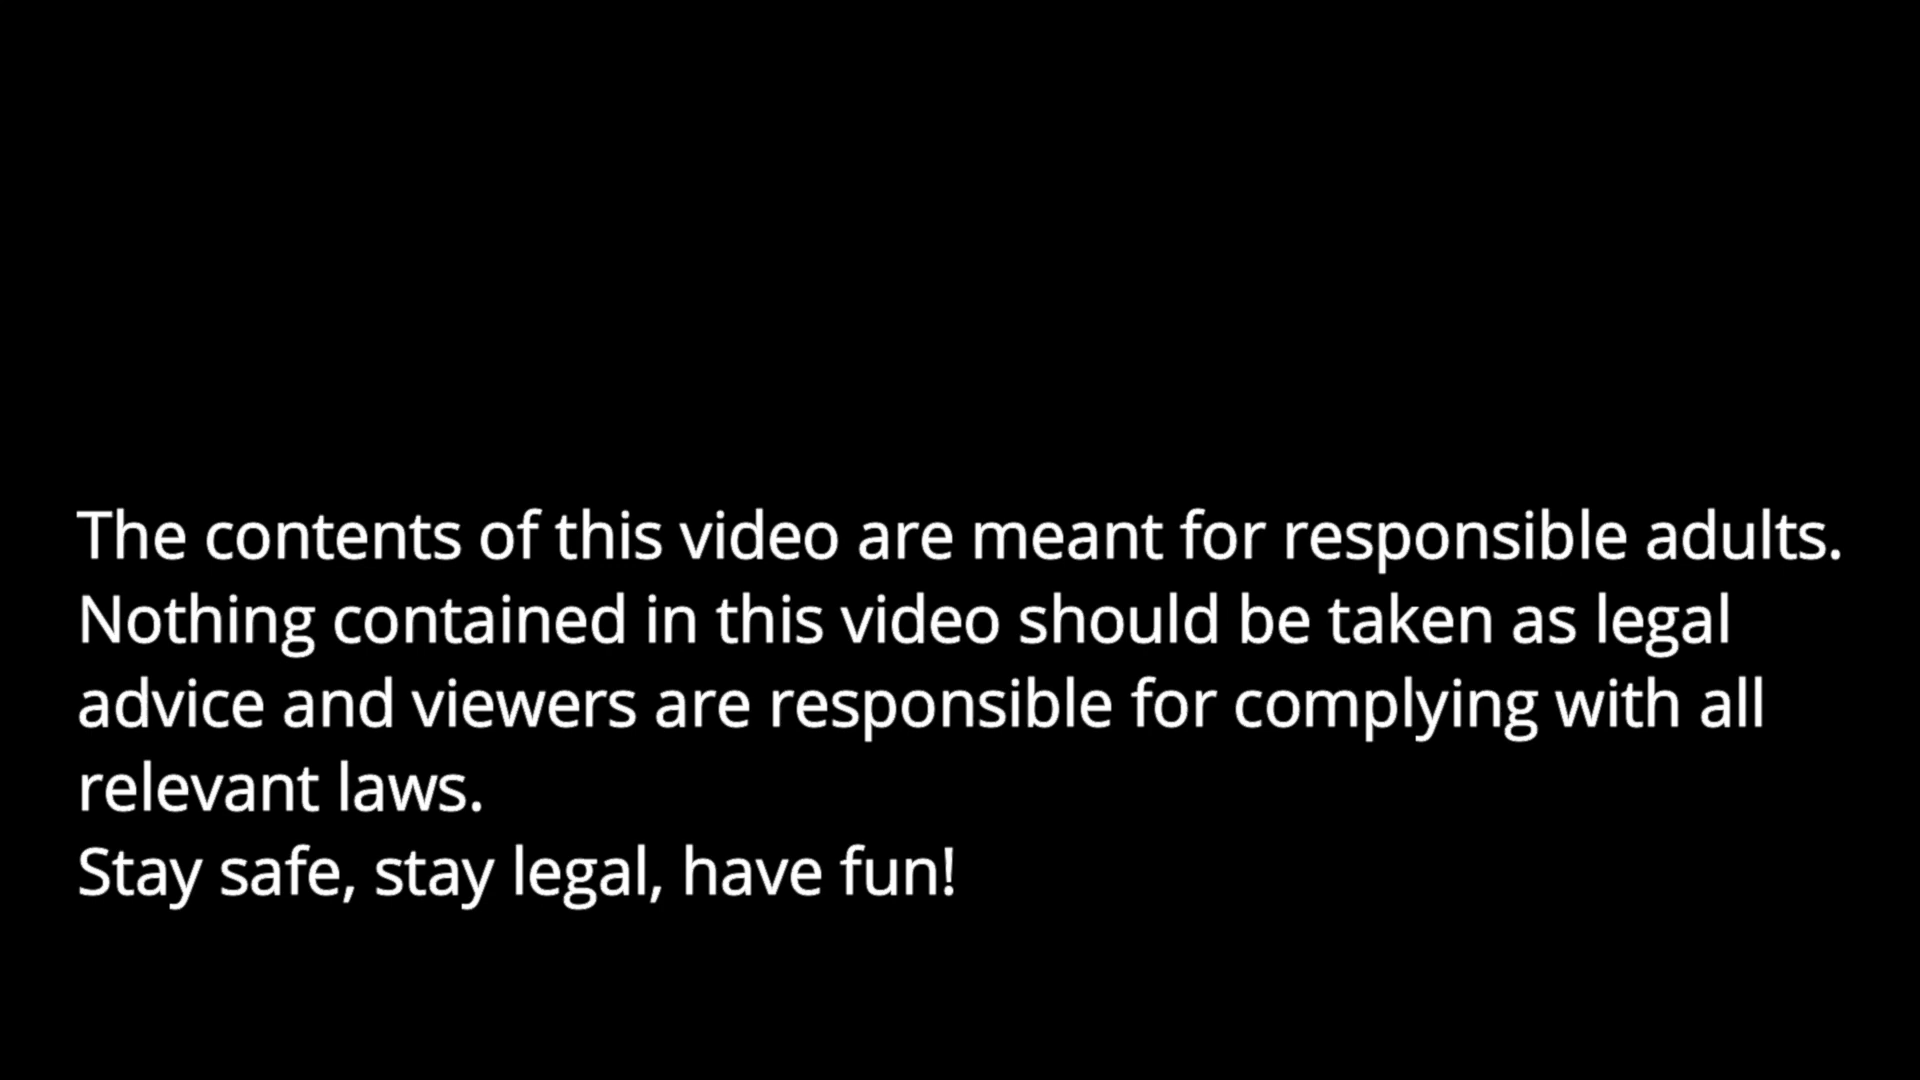 The contents of this video are meant for responsible adults.
Nothing contained in this video should be taken as legal
advice and viewers are responsible for complying with all
relevant laws.
Stay safe, stay legal, have fun!